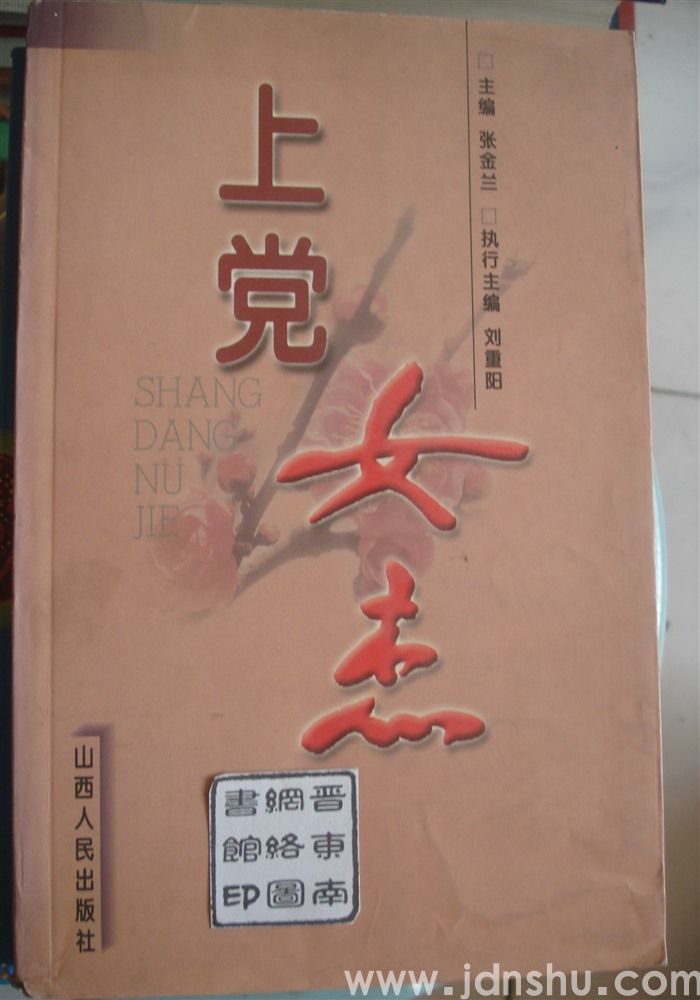 □主编 张金兰 □执行主编 刘重阳
上党
女杰
SHANG
DANG
NÜ
JIE
山西人民出版社
晋東南
網絡圖
書館印
www.jdnshu.com